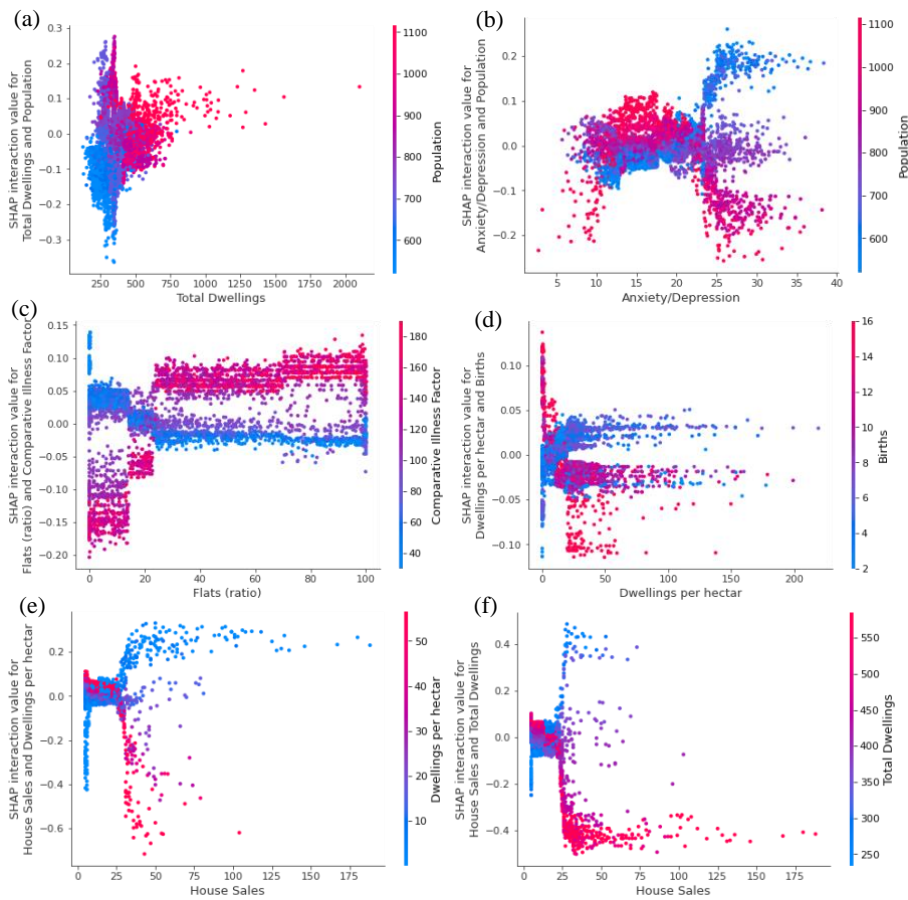 (a)
SHAP interaction value for
Total Dwellings and Population
0.3
0.2
0.1
0.0
−0.1
−0.2
−0.3
250 500 750 1000 1250 1500 1750 2000
Total Dwellings
1100
1000
900
800
700
600
Population
(b)
SHAP interaction value for
Anxiety/Depression and Population
0.2
0.1
0.0
−0.1
−0.2
5 10 15 20 25 30 35 40
Anxiety/Depression
1100
1000
900
800
700
600
Population
(c)
SHAP interaction value for
Flats (ratio) and Comparative Illness Factor
0.15
0.10
0.05
0.00
−0.05
−0.10
−0.15
−0.20
0 20 40 60 80 100
Flats (ratio)
180
160
140
120
100
80
60
40
Comparative Illness Factor
(d)
SHAP interaction value for
Dwellings per hectar and Births
0.10
0.05
0.00
−0.05
−0.10
0 50 100 150 200
Dwellings per hectar
16
14
12
10
8
6
4
2
Births
(e)
SHAP interaction value for
House Sales and Dwellings per hectar
0.2
0.0
−0.2
−0.4
−0.6
0 25 50 75 100 125 150 175
House Sales
50
40
30
20
10
Dwellings per hectar
(f)
SHAP interaction value for
House Sales and Total Dwellings
0.4
0.2
0.0
−0.2
−0.4
0 25 50 75 100 125 150 175
House Sales
550
500
450
400
350
300
250
Total Dwellings